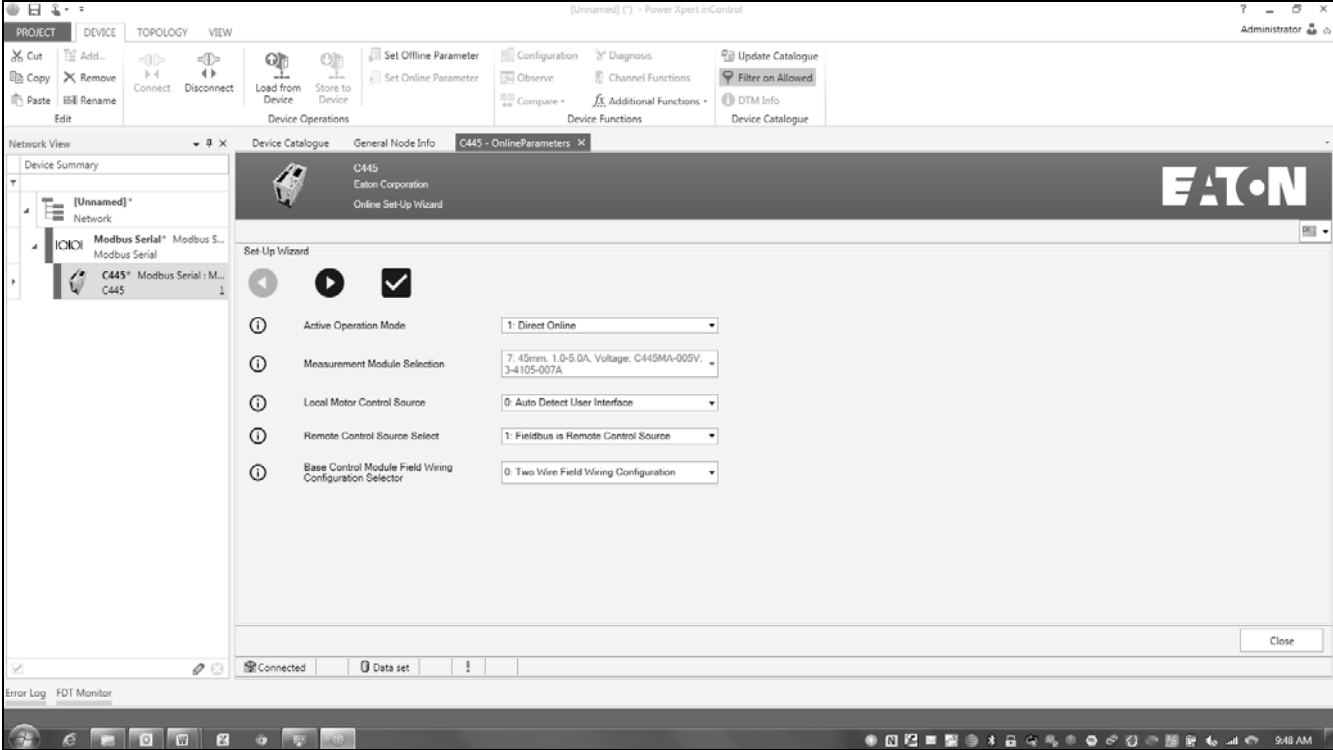 [Unnamed] (*) - Power Xpert inControl
?
PROJECT DEVICE TOPOLOGY VIEW
Administrator
Cut Add...
Copy Remove
Paste Rename
Edit
Connect Disconnect
Load from Device
Store to Device
Set Offline Parameter
Set Online Parameter
Device Operations
Configuration Diagnosis
Observe Channel Functions
Compare fx Additional Functions
Device Functions
Update Catalogue
Filter on Allowed
DTM Info
Device Catalogue
Network View
Device Catalogue General Node Info C445 - OnlineParameters X
Device Summary
[Unnamed]*
Network
Modbus Serial* Modbus S...
Modbus Serial
C445* Modbus Serial : M...
C445 1
C445
Eaton Corporation
Online Set-Up Wizard
EATON
Set-Up Wizard
Active Operation Mode 1: Direct Online
Measurement Module Selection 7: 45mm, 1.0-5.0A, Voltage: C445MA-005V;
3-4105-007A
Local Motor Control Source 0: Auto Detect User Interface
Remote Control Source Select 1: Fieldbus is Remote Control Source
Base Control Module Field Wiring
Configuration Selector
0: Two Wire Field Wiring Configuration
Close
Connected Data set !
Error Log FDT Monitor
9:48 AM